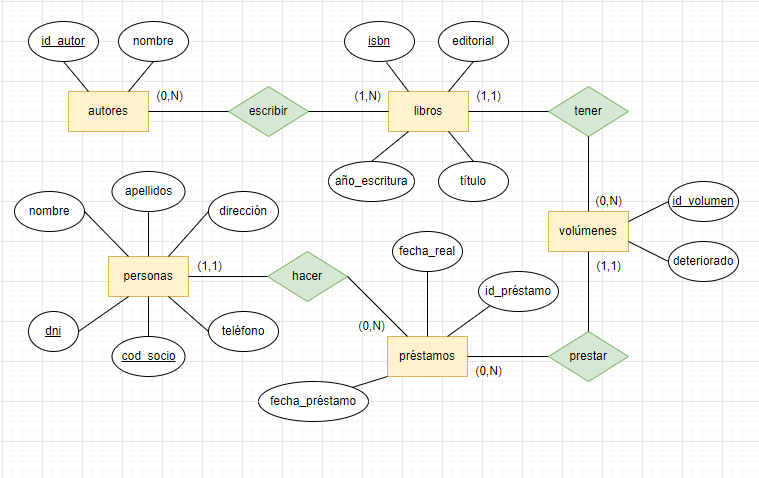 id_autor
nombre
isbn
editorial
(0,N)
(1,N)
(1,1)
autores
escribir
libros
tener
año_escritura
título
apellidos
nombre
dirección
(0,N)
id_volumen
volúmenes
fecha_real
deteriorado
(1,1)
(1,1)
personas
hacer
id_préstamo
dni
teléfono
(0,N)
cod_socio
préstamos
prestar
(0,N)
fecha_préstamo